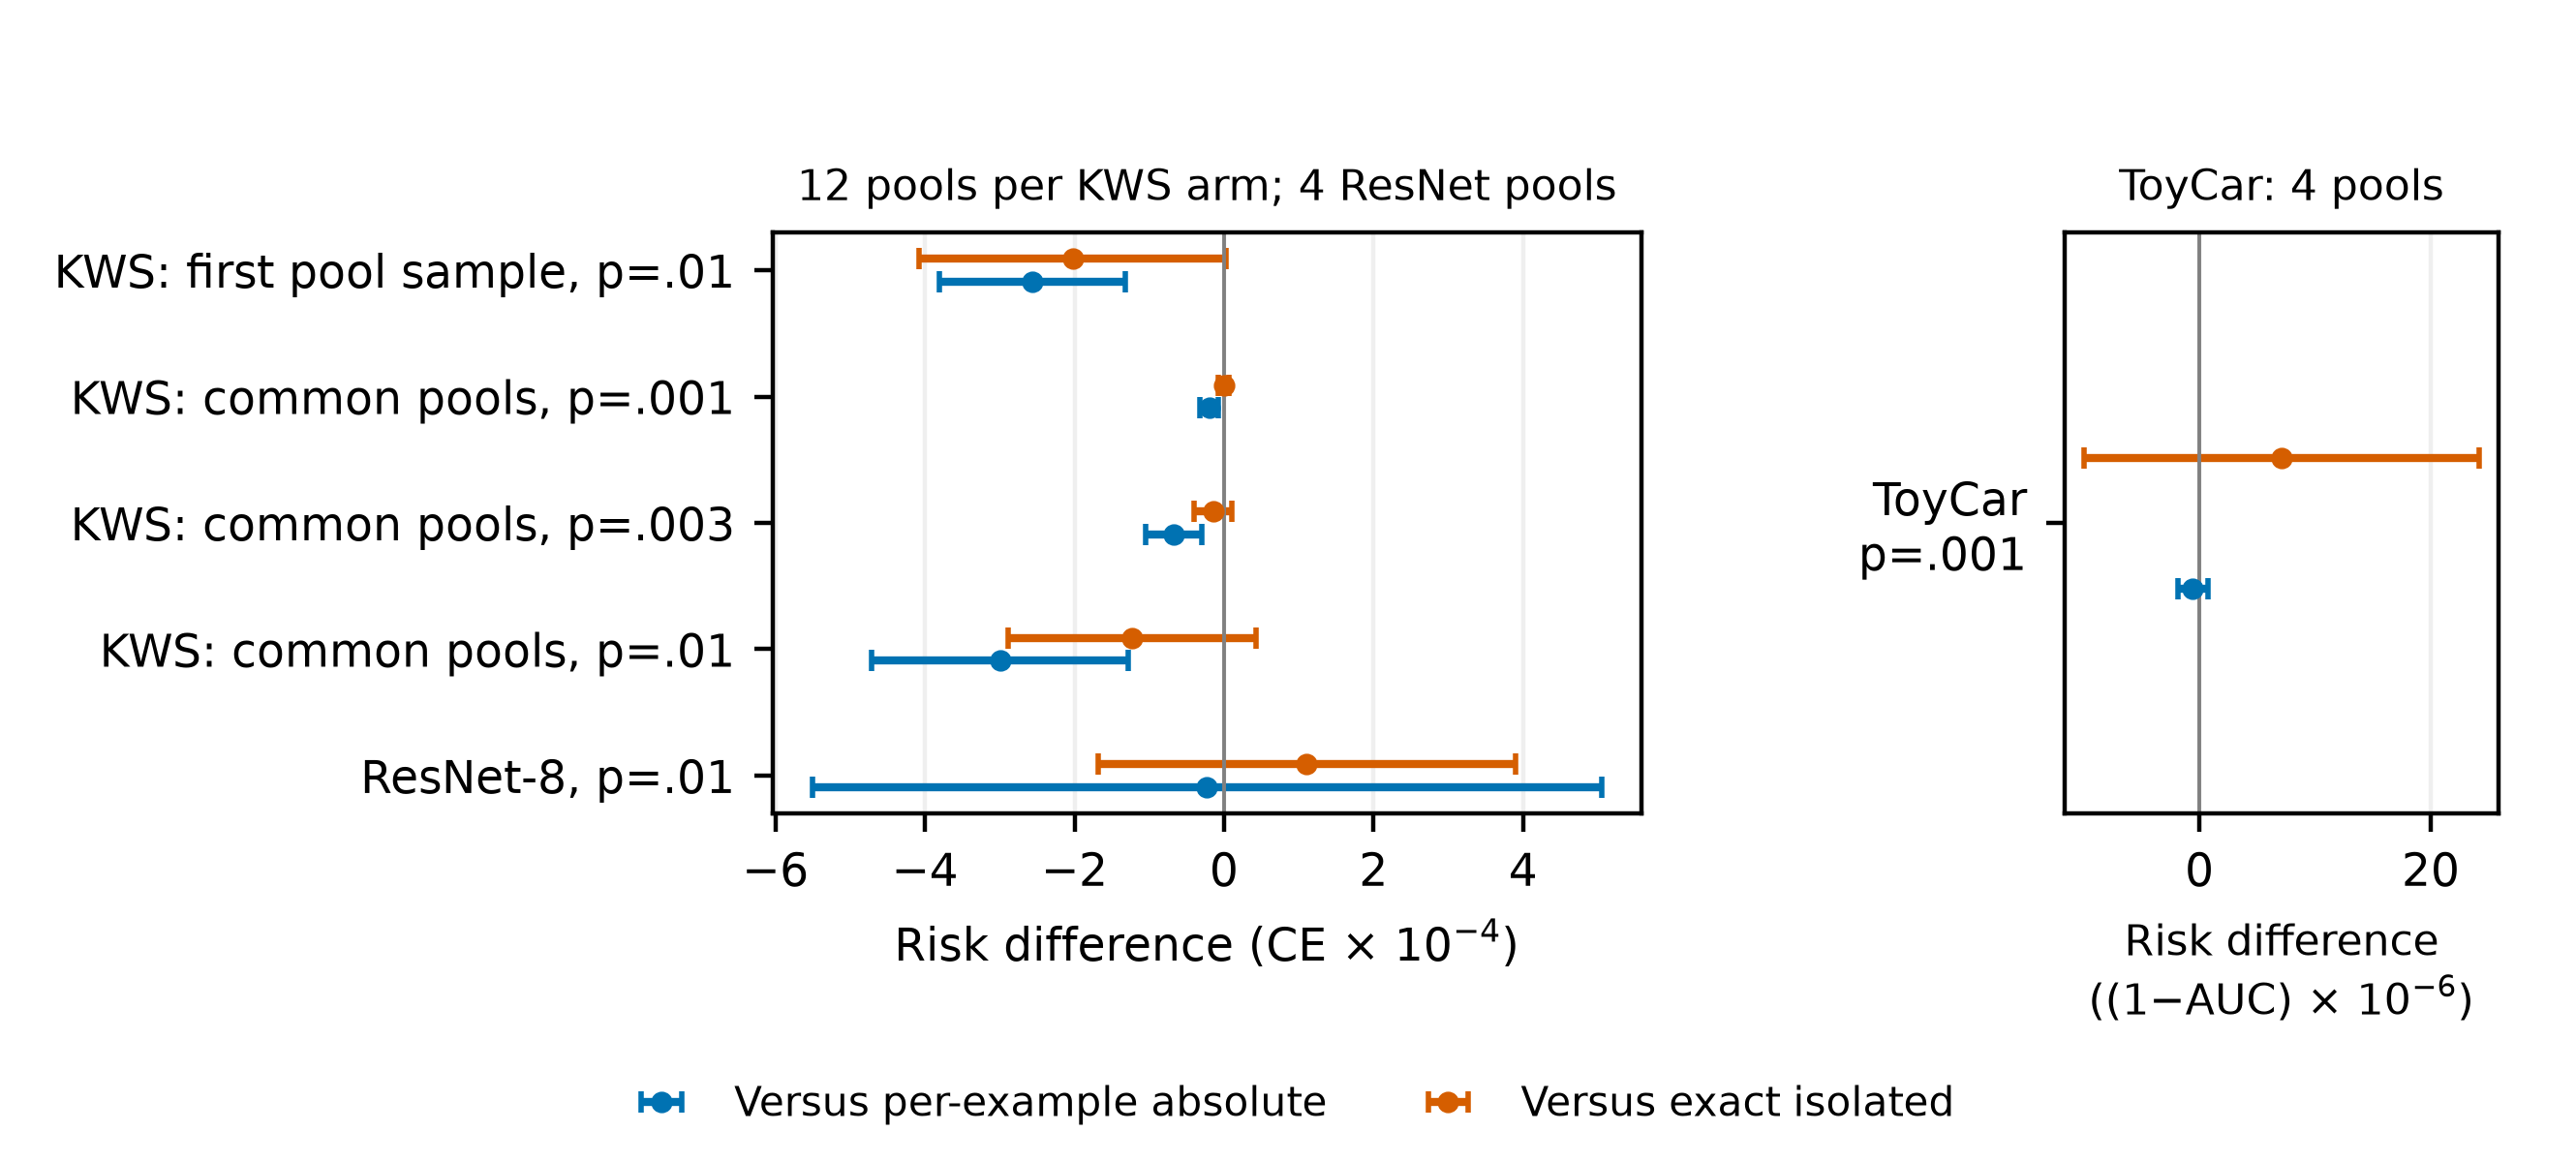 12 pools per KWS arm; 4 ResNet pools
KWS: first pool sample, p=.01
KWS: common pools, p=.001
KWS: common pools, p=.003
KWS: common pools, p=.01
ResNet-8, p=.01
−6 −4 −2 0 2 4
Risk difference (CE × 10⁻⁴)
ToyCar: 4 pools
ToyCar
p=.001
0 20
Risk difference
((1−AUC) × 10⁻⁶)
Versus per-example absolute
Versus exact isolated